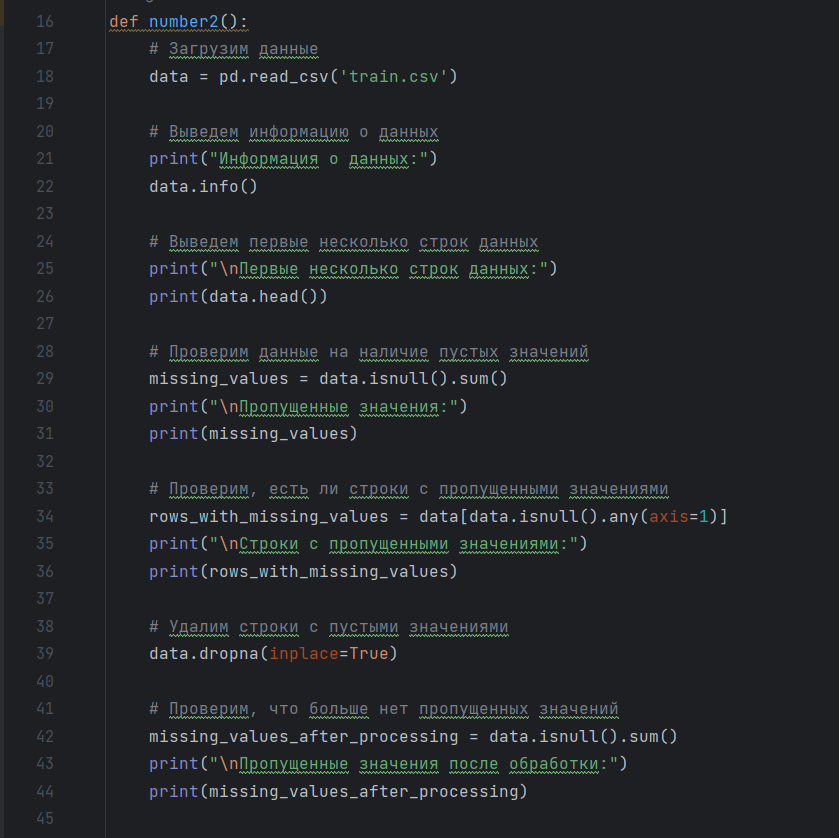 16 def number2():
17 # Загрузим данные
18 data = pd.read_csv('train.csv')
19
20 # Выведем информацию о данных
21 print("Информация о данных:")
22 data.info()
23
24 # Выведем первые несколько строк данных
25 print("\nПервые несколько строк данных:")
26 print(data.head())
27
28 # Проверим данные на наличие пустых значений
29 missing_values = data.isnull().sum()
30 print("\nПропущенные значения:")
31 print(missing_values)
32
33 # Проверим, есть ли строки с пропущенными значениями
34 rows_with_missing_values = data[data.isnull().any(axis=1)]
35 print("\nСтроки с пропущенными значениями:")
36 print(rows_with_missing_values)
37
38 # Удалим строки с пустыми значениями
39 data.dropna(inplace=True)
40
41 # Проверим, что больше нет пропущенных значений
42 missing_values_after_processing = data.isnull().sum()
43 print("\nПропущенные значения после обработки:")
44 print(missing_values_after_processing)
45